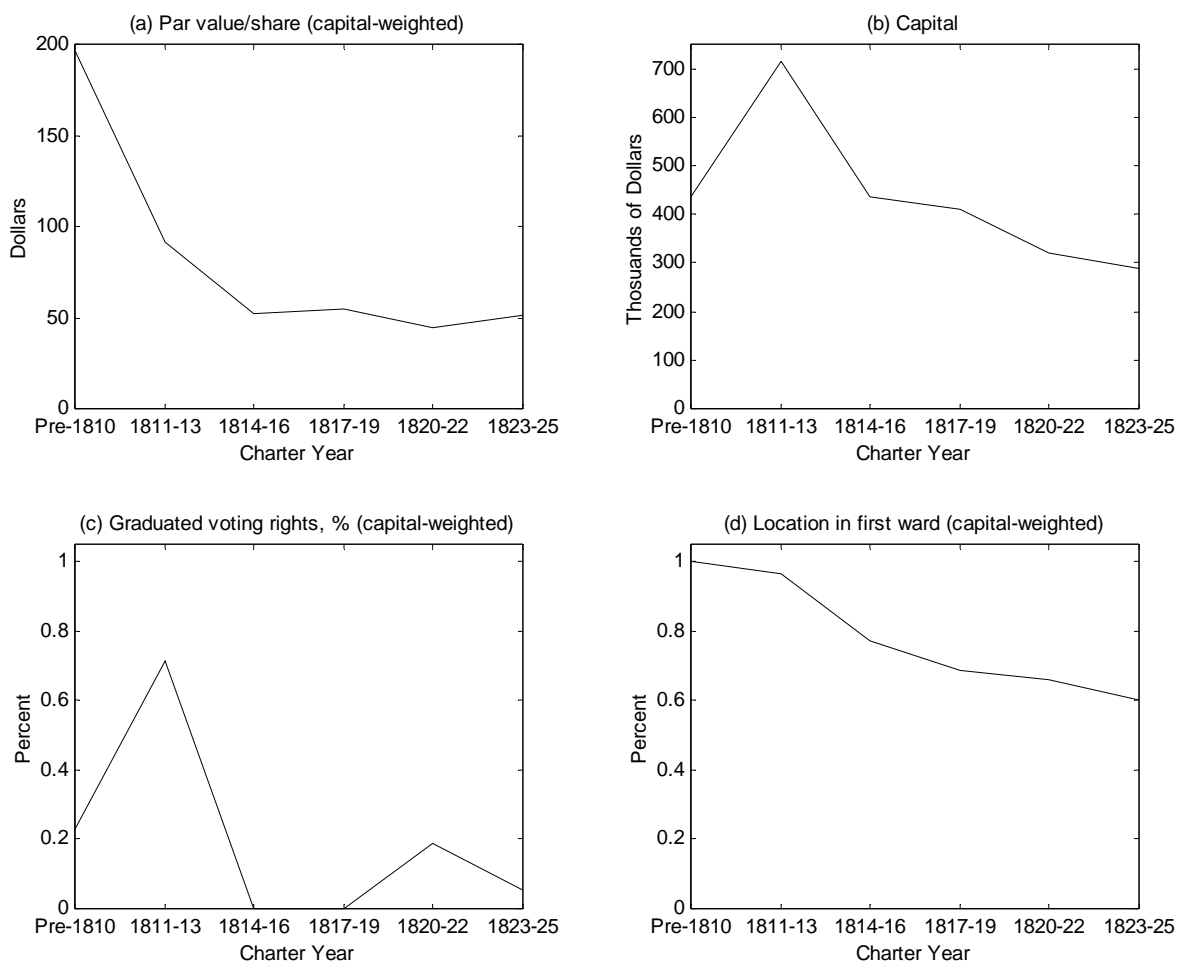 (a) Par value/share (capital-weighted)
200
150
100
50
0
Dollars
Pre-1810 1811-13 1814-16 1817-19 1820-22 1823-25
Charter Year
(b) Capital
700
600
500
400
300
200
100
0
Thosuands of Dollars
Pre-1810 1811-13 1814-16 1817-19 1820-22 1823-25
Charter Year
(c) Graduated voting rights, % (capital-weighted)
1
0.8
0.6
0.4
0.2
0
Percent
Pre-1810 1811-13 1814-16 1817-19 1820-22 1823-25
Charter Year
(d) Location in first ward (capital-weighted)
1
0.8
0.6
0.4
0.2
0
Percent
Pre-1810 1811-13 1814-16 1817-19 1820-22 1823-25
Charter Year